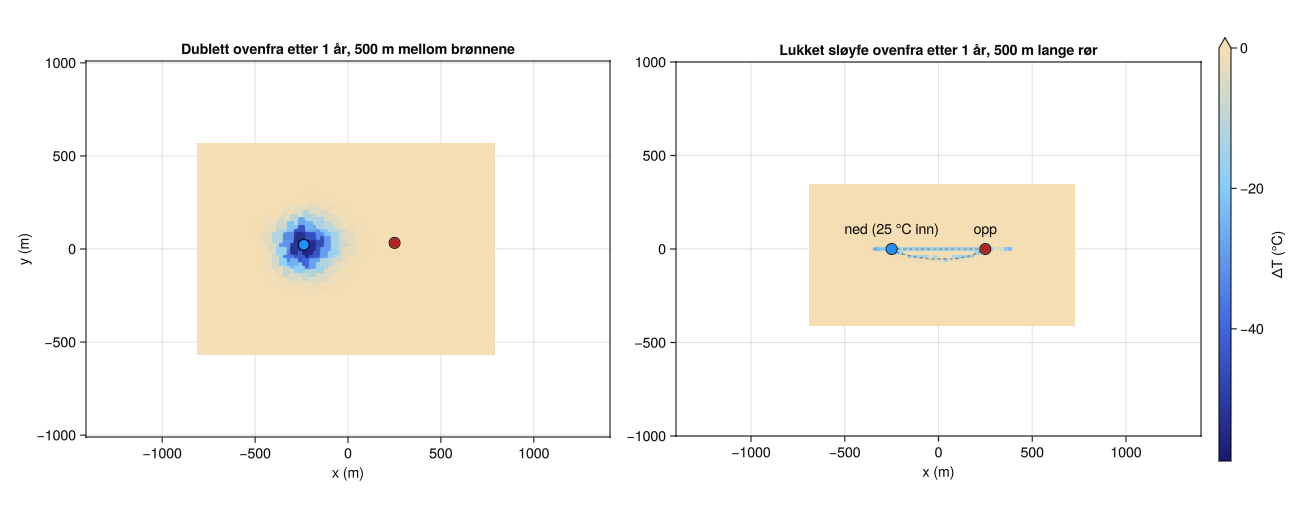 Dublett ovenfra etter 1 år, 500 m mellom brønnene
1000
500
0
−500
−1000
y (m)
−1000
−500
0
500
1000
x (m)
Lukket sløyfe ovenfra etter 1 år, 500 m lange rør
1000
500
0
−500
−1000
ned (25 °C inn)
opp
−1000
−500
0
500
1000
x (m)
0
−20
−40
ΔT (°C)